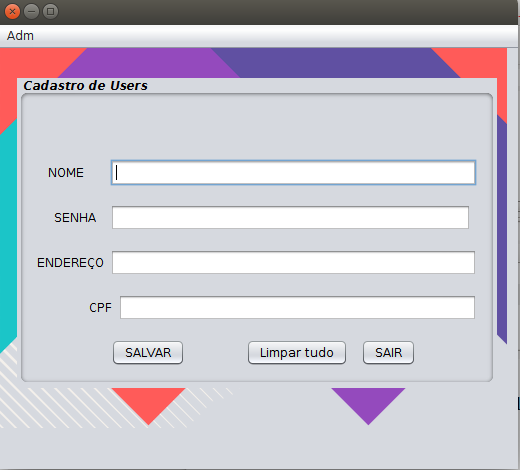 Adm
Cadastro de Users
NOME
SENHA
ENDEREÇO
CPF
SALVAR Limpar tudo SAIR